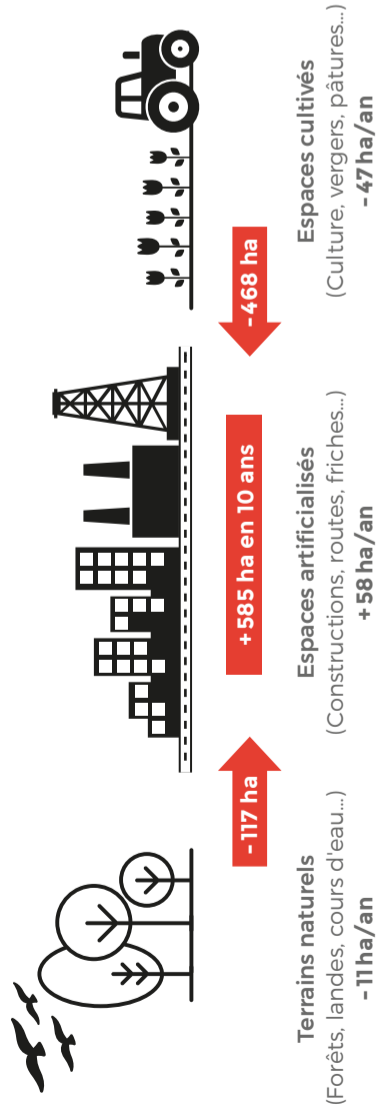 -117 ha
+ 585 ha en 10 ans
-468 ha
Terrains naturels
(Forêts, landes, cours d'eau...)
- 11 ha/an
Espaces artificialisés
(Constructions, routes, friches...)
+ 58 ha/an
Espaces cultivés
(Culture, vergers, pâtures...)
- 47 ha/an